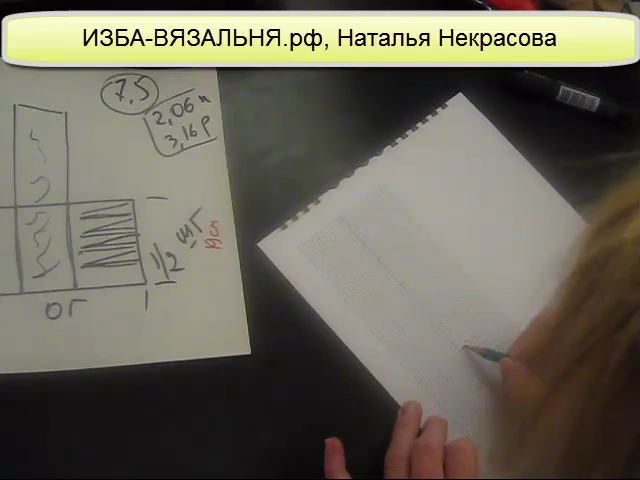 ИЗБА-ВЯЗАЛЬНЯ.рф, Наталья Некрасова
7,5
2,06 п
3,16 р
1/2 шг
ОГ